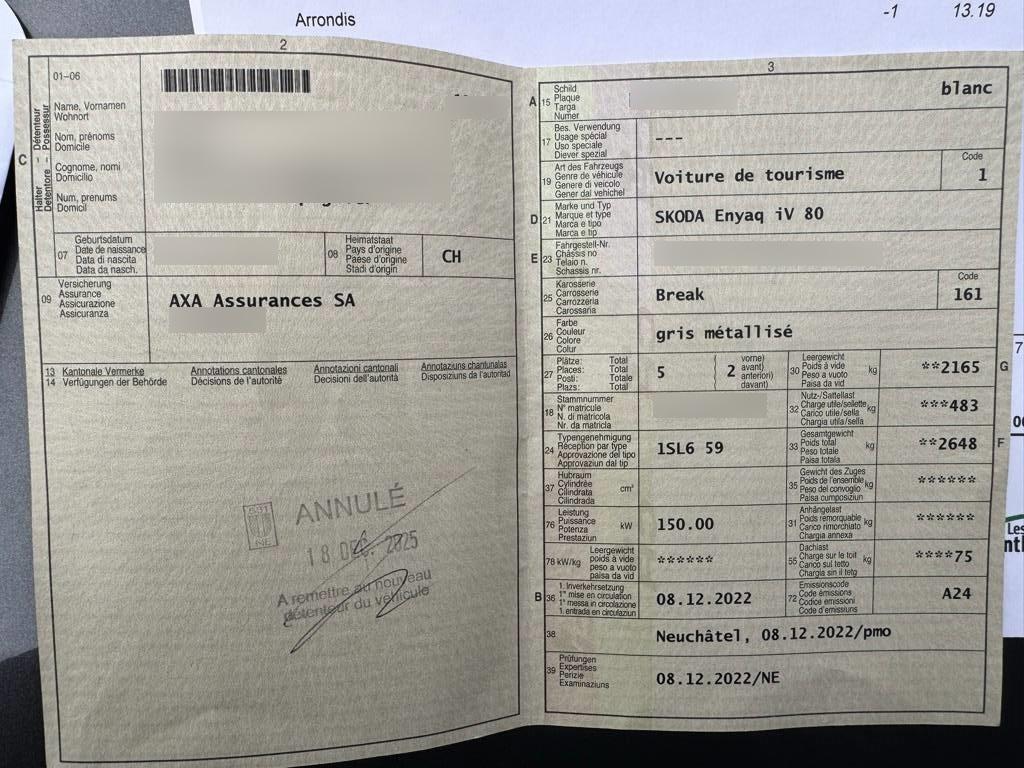 Arrondis -1 13.19
2
01-06
Détenteur Possessur
Halter Detentore
C
Name, Vornamen
Wohnort
Nom, prénoms
Domicile
Cognome, nomi
Domicilio
Num, prenums
Domicil
07 Geburtsdatum
Date de naissance
Data di nascita
Data da nasch.
08 Heimatstaat
Pays d'origine
Paese d'origine
Stadi d'origin
CH
09 Versicherung
Assurance
Assicurazione
Assicuranza
AXA Assurances SA
13 Kantonale Vermerke Annotations cantonales Annotazioni cantonali Annotaziuns chantunalas
14 Verfügungen der Behörde Décisions de l'autorité Decisioni dell'autorità Disposiziuns da l'autoritad
NE
ANNULÉ
18 DEC. 2025
A remettre au nouveau
détenteur du véhicule
3
A 15 Schild
Plaque
Targa
Numer
blanc
17 Bes. Verwendung
Usage spécial
Uso speciale
Diever spezial
---
19 Art des Fahrzeugs
Genre de véhicule
Genere di veicolo
Gener dal vehichel
Voiture de tourisme
Code
1
D 21 Marke und Typ
Marque et type
Marca e tipo
Marca e tip
SKODA Enyaq iV 80
E 23 Fahrgestell-Nr.
Châssis no
Telaio n.
Schassis nr.
25 Karosserie
Carrosserie
Carrozzeria
Carossaria
Break
Code
161
26 Farbe
Couleur
Colore
Colur
gris métallisé
27 Plätze: Total
Places: Total
Posti: Totale
Plazs: Total
5
2
vorne)
avant)
anteriori)
davant)
30 Leergewicht
Poids à vide
Peso a vuoto
Paisa da vid
kg
**2165
G
18 Stammnummer
N° matricule
N. di matricola
Nr. da matricla
32 Nutz-/Sattellast
Charge utile/sellette
Carico utile/sella
Chargia utila/sella
kg
***483
24 Typengenehmigung
Réception par type
Approvazione del tipo
Approvaziun dal tip
1SL6 59
33 Gesamtgewicht
Poids total
Peso totale
Paisa totala
kg
**2648
F
37 Hubraum
Cylindrée
Cilindrata
Cilindrada
cm³
35 Gewicht des Zuges
Poids de l'ensemble
Peso del convoglio
Paisa cumposiziun
kg
******
76 Leistung
Puissance
Potenza
Prestaziun
kW
150.00
31 Anhängelast
Poids remorquable
Carico rimorchiato
Chargia annexa
kg
******
78 kW/kg
Leergewicht
poids à vide
peso a vuoto
paisa da vid
******
55 Dachlast
Charge sur le toit
Carico sul tetto
Chargia sin il tetg
kg
****75
B 36 1. Inverkehrsetzung
1re mise en circulation
1a messa in circolazione
1. entrada en circulaziun
08.12.2022
72 Emissionscode
Code émissions
Codice emissioni
Code d'emissiuns
A24
38
Neuchâtel, 08.12.2022/pmo
39 Prüfungen
Expertises
Perizie
Examinaziuns
08.12.2022/NE
7
Les